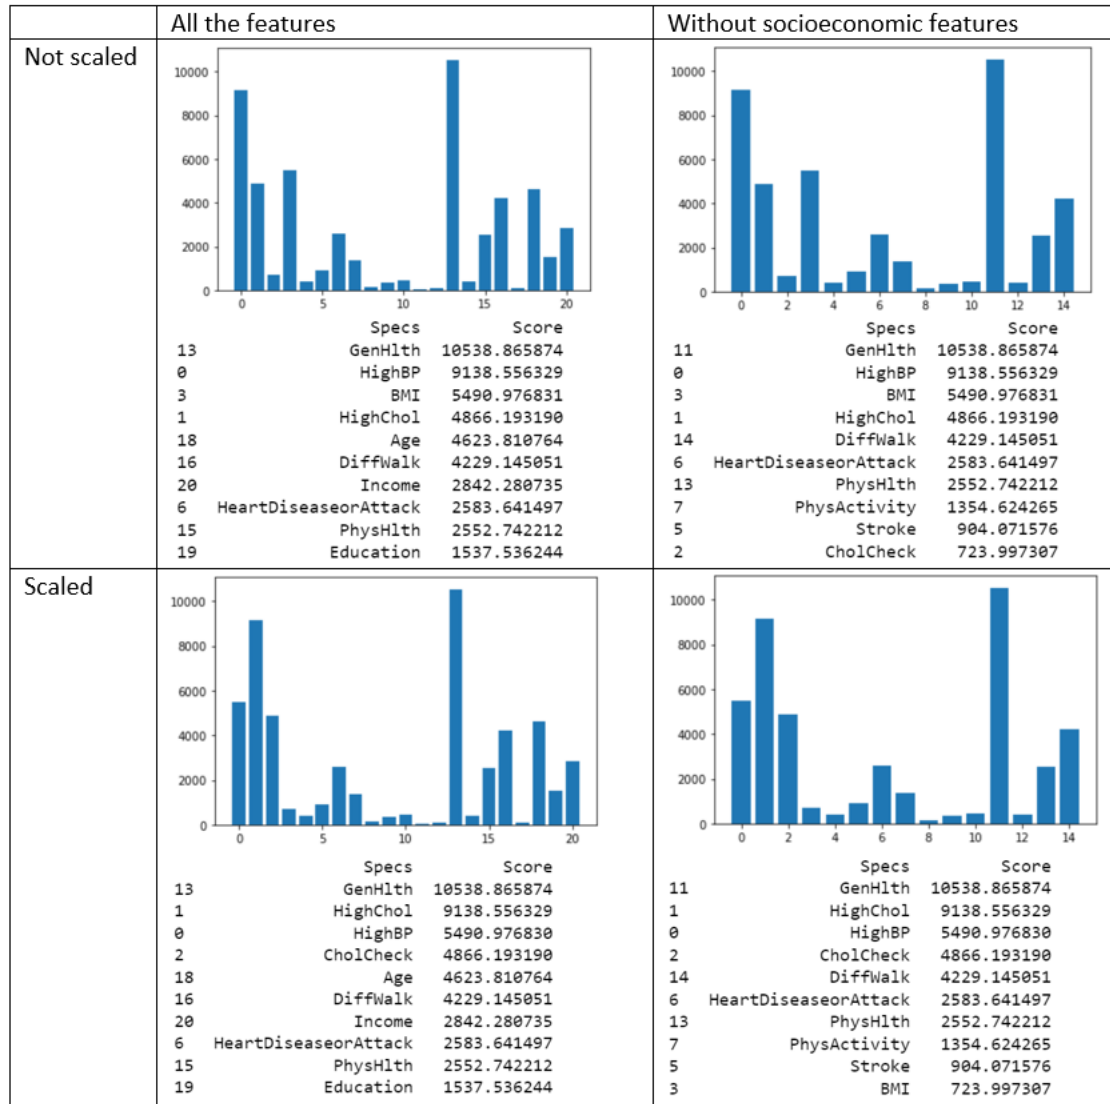 All the features
Without socioeconomic features
Not scaled
10000
8000
6000
4000
2000
0
0 5 10 15 20
Specs Score
13 GenHlth 10538.865874
0 HighBP 9138.556329
3 BMI 5490.976831
1 HighChol 4866.193190
18 Age 4623.810764
16 DiffWalk 4229.145051
20 Income 2842.280735
6 HeartDiseaseorAttack 2583.641497
15 PhysHlth 2552.742212
19 Education 1537.536244
10000
8000
6000
4000
2000
0
0 2 4 6 8 10 12 14
Specs Score
11 GenHlth 10538.865874
0 HighBP 9138.556329
3 BMI 5490.976831
1 HighChol 4866.193190
14 DiffWalk 4229.145051
6 HeartDiseaseorAttack 2583.641497
13 PhysHlth 2552.742212
7 PhysActivity 1354.624265
5 Stroke 904.071576
2 CholCheck 723.997307
Scaled
10000
8000
6000
4000
2000
0
0 5 10 15 20
Specs Score
13 GenHlth 10538.865874
1 HighChol 9138.556329
0 HighBP 5490.976830
2 CholCheck 4866.193190
18 Age 4623.810764
16 DiffWalk 4229.145051
20 Income 2842.280735
6 HeartDiseaseorAttack 2583.641497
15 PhysHlth 2552.742212
19 Education 1537.536244
10000
8000
6000
4000
2000
0
0 2 4 6 8 10 12 14
Specs Score
11 GenHlth 10538.865874
1 HighChol 9138.556329
0 HighBP 5490.976830
2 CholCheck 4866.193190
14 DiffWalk 4229.145051
6 HeartDiseaseorAttack 2583.641497
13 PhysHlth 2552.742212
7 PhysActivity 1354.624265
5 Stroke 904.071576
3 BMI 723.997307